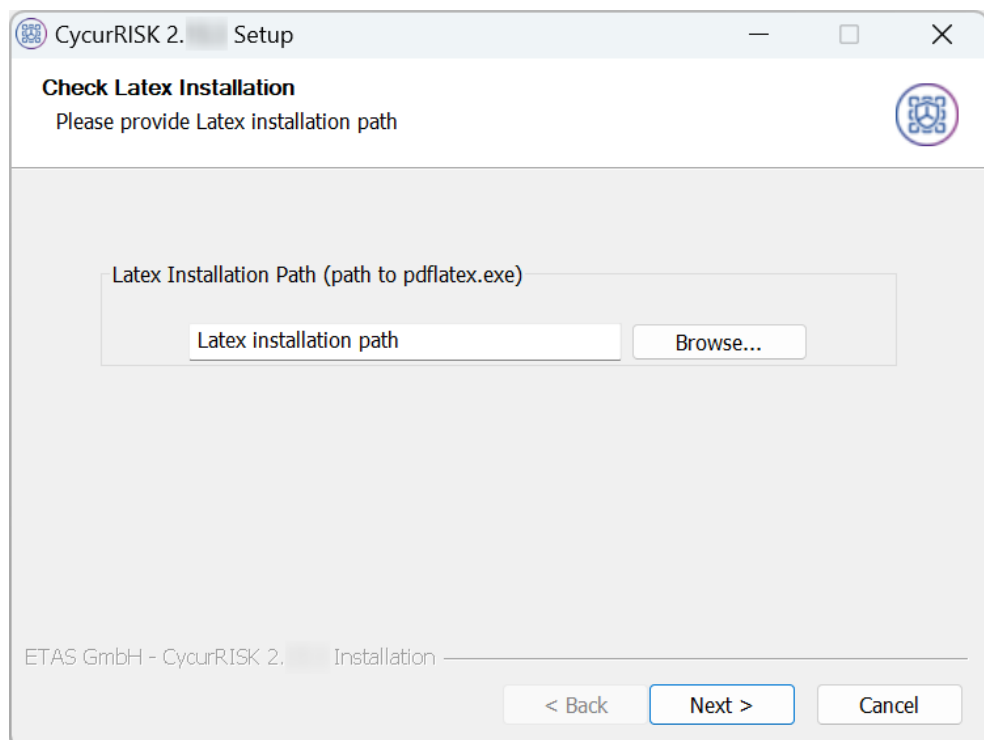 CycurRISK 2. Setup
Check Latex Installation
Please provide Latex installation path
Latex Installation Path (path to pdflatex.exe)
Latex installation path
Browse...
ETAS GmbH - CycurRISK 2. Installation
< Back
Next >
Cancel